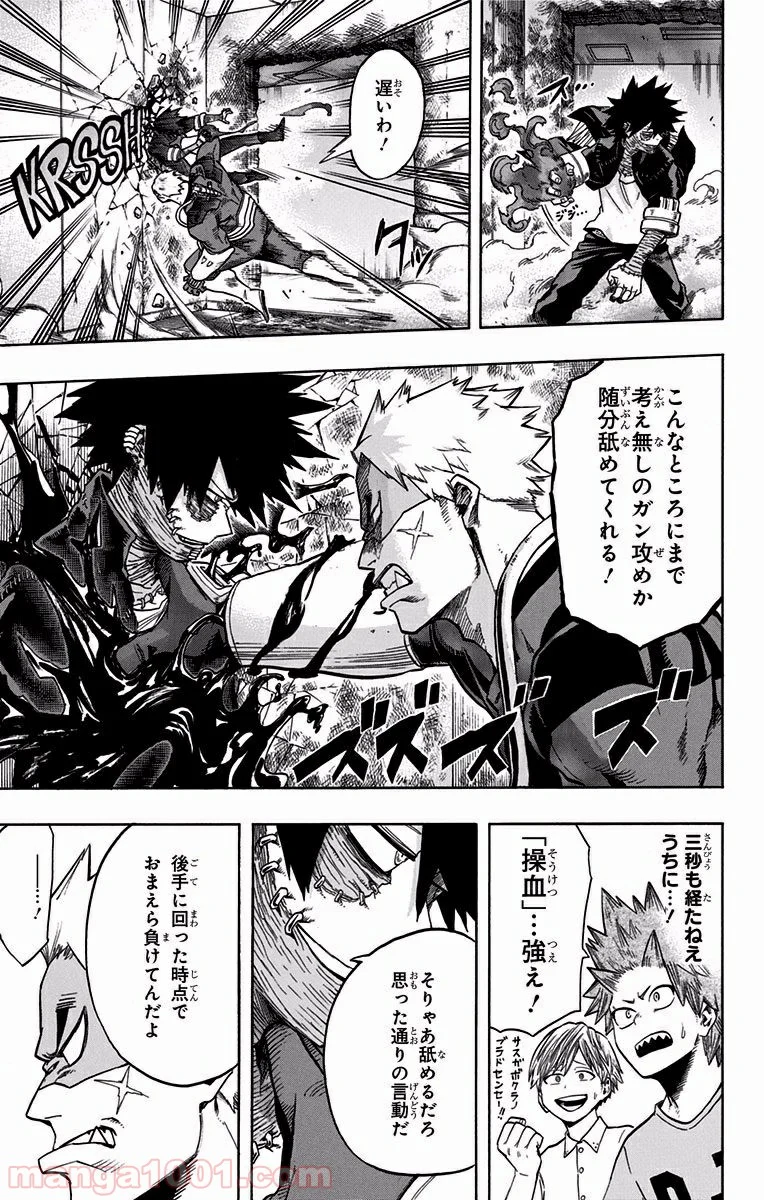 ジジ…
遅いわ！
ダッ
KRSSH
こんなところにまで
考え無しのガン攻めか
随分舐めてくれる！
ズズズズ
三秒も経たねえ
うちに…！
「操血」…強ぇ！
サスガボクラノ
ブラドセンセー!!
そりゃあ舐めるだろ
思った通りの言動だ
後手に回った時点で
おまえら負けてんだよ
───…！
manga1001.com